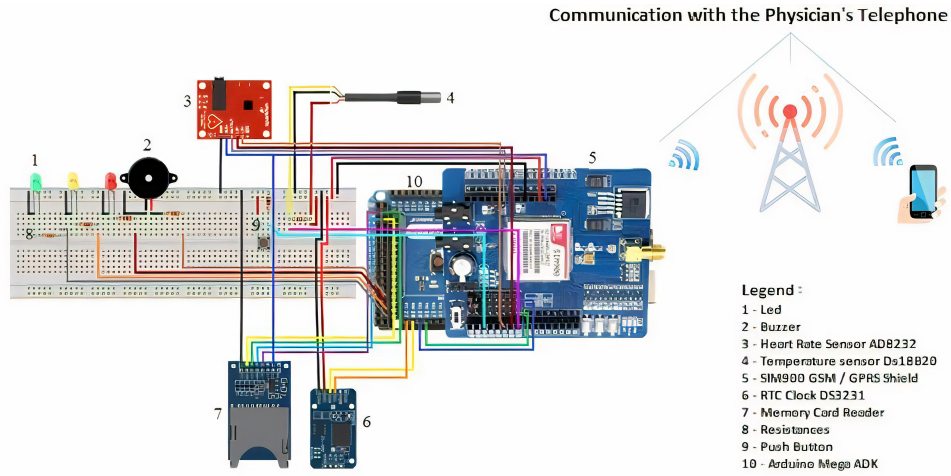 Communication with the Physician's Telephone
3
4
1
2
10
5
9
8
7
6
SIM900
Legend :
1 - Led
2 - Buzzer
3 - Heart Rate Sensor AD8232
4 - Temperature sensor Ds18B20
5 - SIM900 GSM / GPRS Shield
6 - RTC Clock DS3231
7 - Memory Card Reader
8 - Resistances
9 - Push Button
10 - Arduino Mega ADK